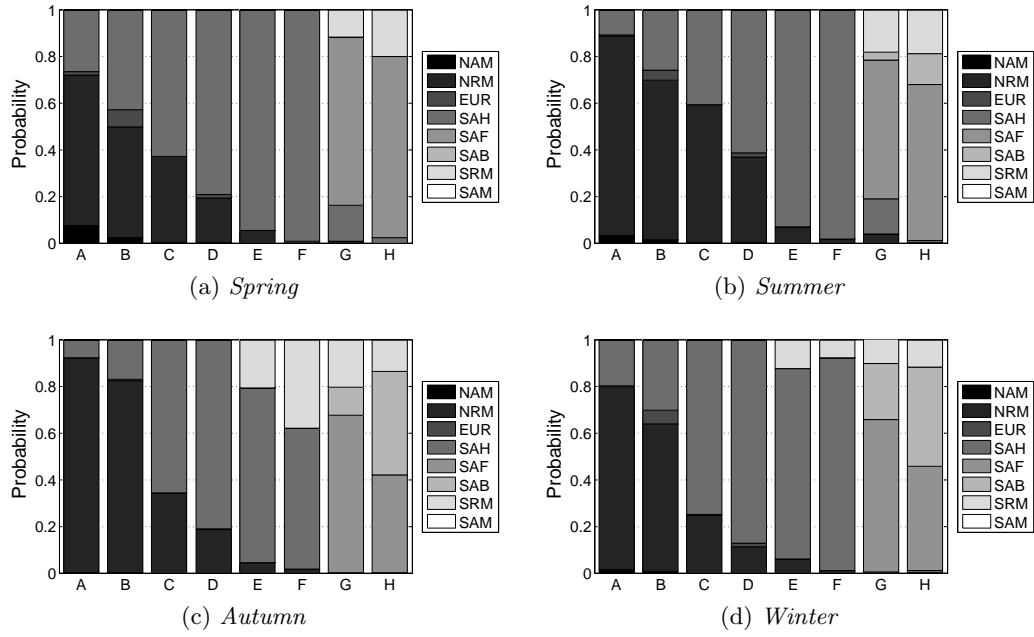 Probability
1
0.8
0.6
0.4
0.2
0
A B C D E F G H
NAM
NRM
EUR
SAH
SAF
SAB
SRM
SAM
(a) Spring
Probability
1
0.8
0.6
0.4
0.2
0
A B C D E F G H
NAM
NRM
EUR
SAH
SAF
SAB
SRM
SAM
(b) Summer
Probability
1
0.8
0.6
0.4
0.2
0
A B C D E F G H
NAM
NRM
EUR
SAH
SAF
SAB
SRM
SAM
(c) Autumn
Probability
1
0.8
0.6
0.4
0.2
0
A B C D E F G H
NAM
NRM
EUR
SAH
SAF
SAB
SRM
SAM
(d) Winter